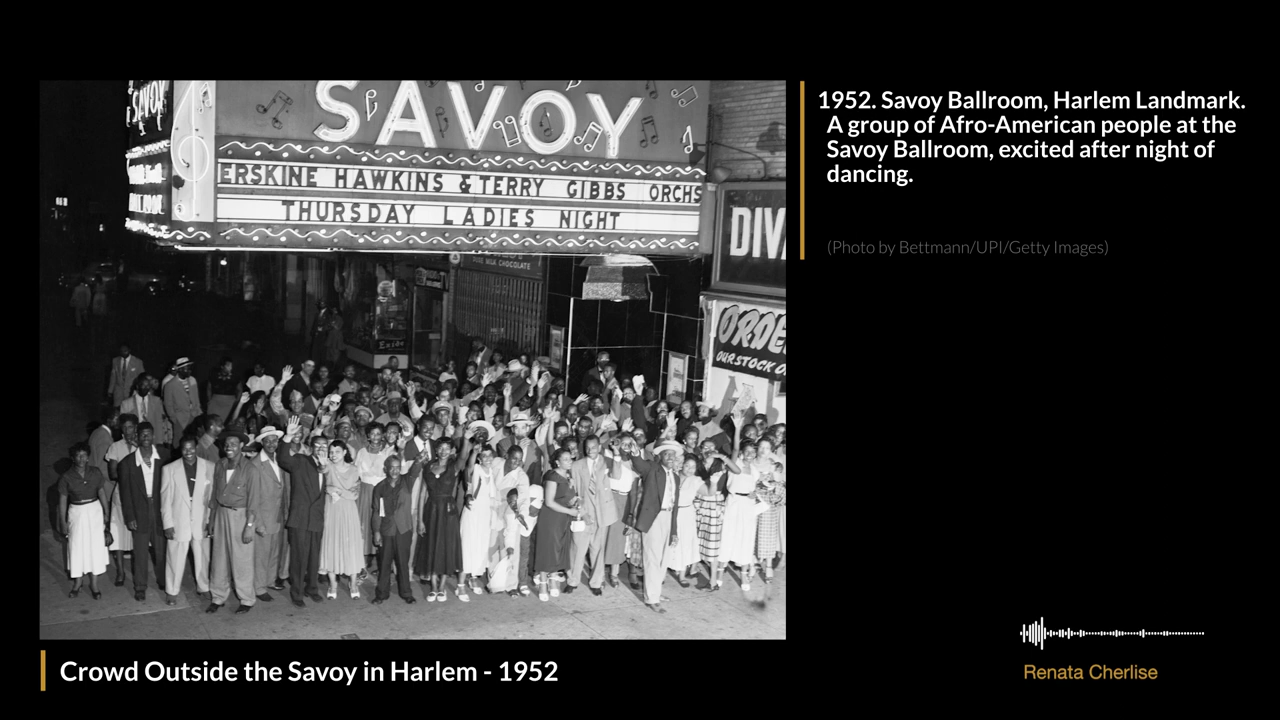 SAVOY
SAVOY
ERSKINE HAWKINS & TERRY GIBBS ORCHS
THURSDAY LADIES NIGHT
DIV
ORDE
OUR STOCK O
1952. Savoy Ballroom, Harlem Landmark.
A group of Afro-American people at the
Savoy Ballroom, excited after night of
dancing.
(Photo by Bettmann/UPI/Getty Images)
Crowd Outside the Savoy in Harlem - 1952
Renata Cherlise